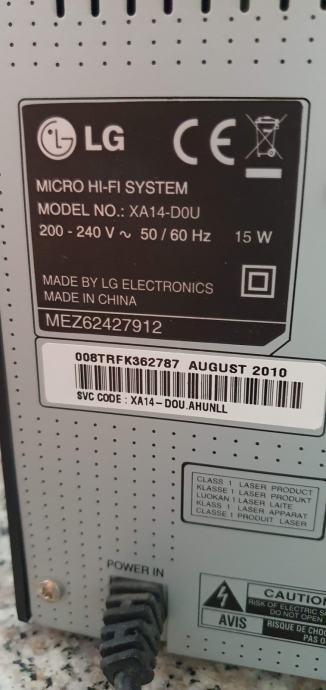 LG
CE
MICRO HI-FI SYSTEM
MODEL NO.: XA14-D0U
200 - 240 V ~ 50 / 60 Hz 15 W
MADE BY LG ELECTRONICS
MADE IN CHINA
MEZ62427912
008TRFK362787 AUGUST 2010
SVC CODE : XA14-DOU.AHUNLL
CLASS 1 LASER PRODUCT
KLASSE 1 LASER PRODUKT
LUOKAN 1 LASER LAITE
KLASS 1 LASER APPARAT
CLASSE 1 PRODUIT LASER
POWER IN
CAUTION
RISK OF ELECTRIC
DO NOT OPEN
AVIS
RISQUE DE
PAS